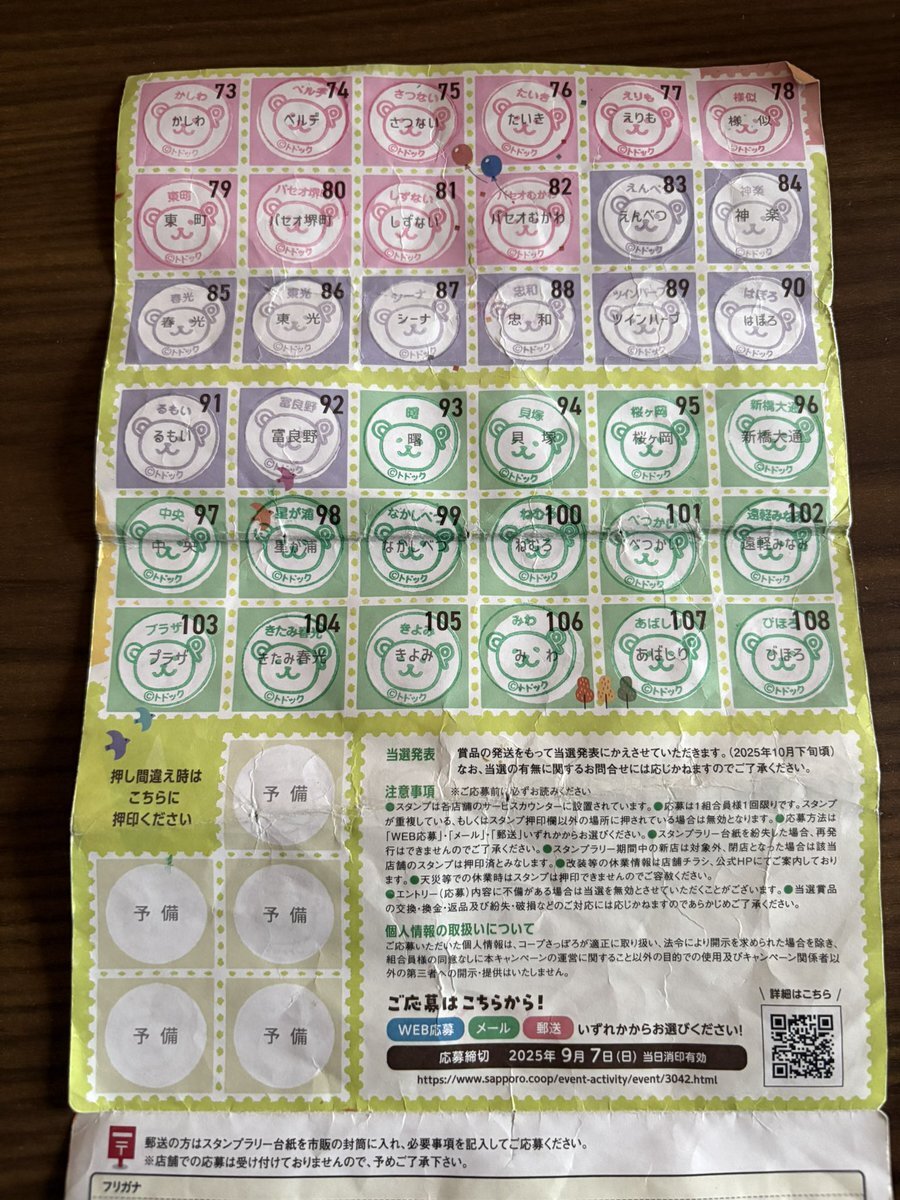 73 74 75 76 77 78
かしわ ベルデ さつない たいき えりも 様似
かしわ ベルデ さつない たいき えりも 様似
©トドック ©トドック ©トドック ©トドック ©トドック ©トドック
79 80 81 82 83 84
東町 パセオ堺町 しずない パセオむかわ えんべつ 神楽
東町 パセオ堺町 しずない パセオむかわ えんべつ 神楽
©トドック ©トドック ©トドック ©トドック ©トドック ©トドック
85 86 87 88 89 90
春光 東光 シーナ 忠和 ツインハープ はぼろ
春光 東光 シーナ 忠和 ツインハープ はぼろ
©トドック ©トドック ©トドック ©トドック ©トドック ©トドック
91 92 93 94 95 96
るもい 富良野 曙 貝塚 桜ヶ岡 新橋大通
るもい 富良野 曙 貝塚 桜ヶ岡 新橋大通
©トドック ©トドック ©トドック ©トドック ©トドック ©トドック
97 98 99 100 101 102
中央 星が浦 なかしべつ ねむろ べつかい 遠軽みなみ
中央 星が浦 なかしべつ ねむろ べつかい 遠軽みなみ
©トドック ©トドック ©トドック ©トドック ©トドック ©トドック
103 104 105 106 107 108
プラザ きたみ春光 きよみ みわ あばしり びほろ
プラザ きたみ春光 きよみ みわ あばしり びほろ
©トドック ©トドック ©トドック ©トドック ©トドック ©トドック
押し間違え時は
こちらに
押印ください
予備
予備 予備
予備 予備
当選発表 賞品の発送をもって当選発表にかえさせていただきます。(2025年10月下旬頃)
なお、当選の有無に関するお問合せには応じかねますのでご了承ください。
注意事項 ※ご応募前に必ずお読みください
●スタンプは各店舗のサービスカウンターに設置されています。●応募は1組合員様1回限りです。スタンプ
が重複している、もしくはスタンプ押印欄以外の場所に押されている場合は無効となります。●応募方法は
「WEB応募」・「メール」・「郵送」いずれかからお選びください。●スタンプラリー台紙を紛失した場合、再発
行はできませんのでご了承ください。●スタンプラリー期間中の新店は対象外、閉店となった場合は該当
店舗のスタンプは押印済とみなします。●改装等の休業情報は店舗チラシ、公式HPにてご案内しており
ます。●天災等での休業時はスタンプは押印できませんのでご容赦ください。
●エントリー(応募)内容に不備がある場合は当選を無効とさせていただくことがございます。●当選賞品
の交換・換金・返品及び紛失・破損などのご対応には応じかねますのであらかじめご了承ください。
個人情報の取扱いについて
ご応募いただいた個人情報は、コープさっぽろが適正に取り扱い、法令により開示を求められた場合を除き、
組合員様の同意なしに本キャンペーンの運営に関すること以外の目的での使用及びキャンペーン関係者以
外の第三者への開示・提供はいたしません。
ご応募はこちらから!
WEB応募 メール 郵送 いずれかからお選びください!
応募締切 2025年9月7日(日) 当日消印有効
https://www.sapporo.coop/event-activity/event/3042.html
\ 詳細はこちら /
郵送の方はスタンプラリー台紙を市販の封筒に入れ、必要事項を記入してご応募ください。
※店舗での応募は受け付けておりませんので、予めご了承下さい。
フリガナ